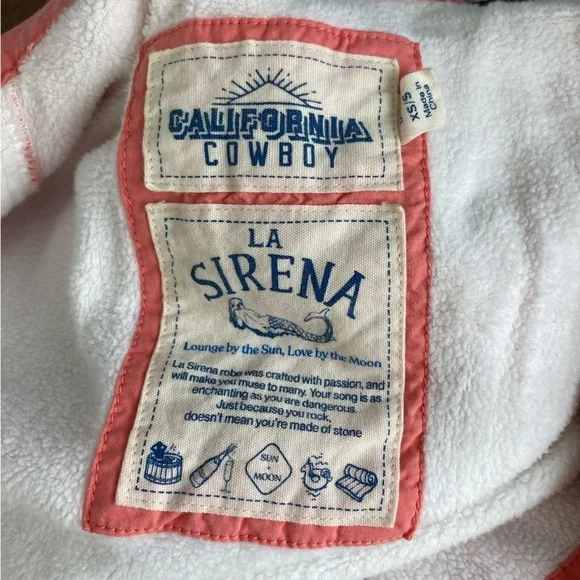 CALIFORNIA
COWBOY
XS/S
Made in
China
LA
SIRENA
Lounge by the Sun, Love by the Moon
La Sirena robe was crafted with passion, and
will make you muse to many. Your song is as
enchanting as you are dangerous.
Just because you rock,
doesn't mean you're made of stone
SUN
+
MOON